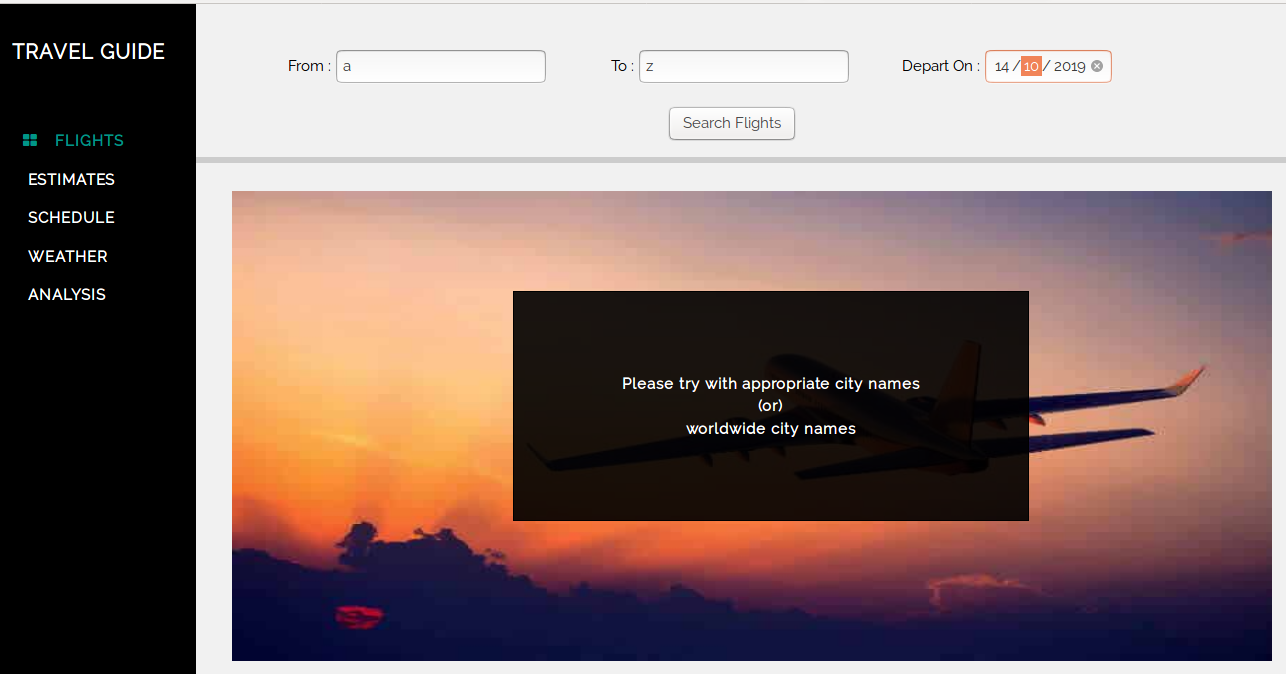 TRAVEL GUIDE
FLIGHTS
ESTIMATES
SCHEDULE
WEATHER
ANALYSIS
From : a To : z Depart On : 14 / 10 / 2019
Search Flights
Please try with appropriate city names
(or)
worldwide city names